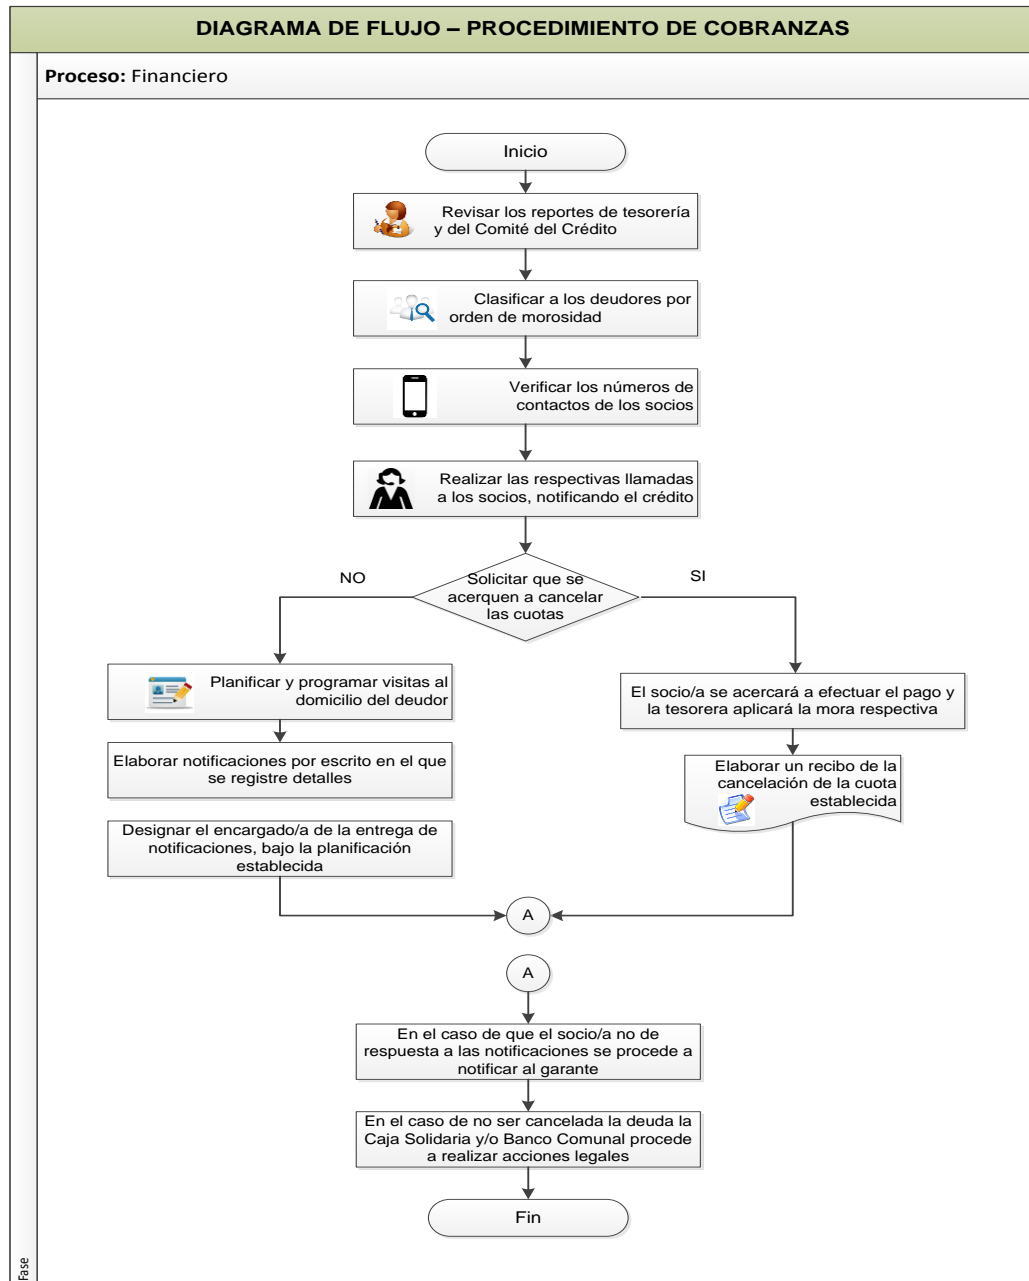 DIAGRAMA DE FLUJO – PROCEDIMIENTO DE COBRANZAS
Proceso: Financiero
Inicio
Revisar los reportes de tesorería
y del Comité del Crédito
Clasificar a los deudores por
orden de morosidad
Verificar los números de
contactos de los socios
Realizar las respectivas llamadas
a los socios, notificando el crédito
Solicitar que se
acerquen a cancelar
las cuotas
NO
SI
Planificar y programar visitas al
domicilio del deudor
Elaborar notificaciones por escrito en el que
se registre detalles
Designar el encargado/a de la entrega de
notificaciones, bajo la planificación
establecida
El socio/a se acercará a efectuar el pago y
la tesorera aplicará la mora respectiva
Elaborar un recibo de la
cancelación de la cuota
establecida
A
A
En el caso de que el socio/a no de
respuesta a las notificaciones se procede a
notificar al garante
En el caso de no ser cancelada la deuda la
Caja Solidaria y/o Banco Comunal procede
a realizar acciones legales
Fin
Fase